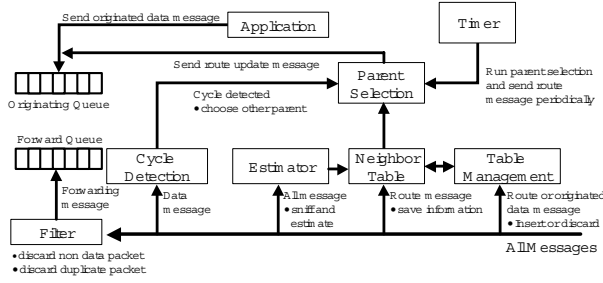 Send originated data message
Application
Timer
Send route update message
Originating Queue
Parent
Selection
Run parent selection
and send route
message periodically
Cycle detected
• choose other parent
Forward Queue
Cycle
Detection
Estimator
Neighbor
Table
Table
Management
Forwarding
message
Data
message
All message
• sniff and
estimate
Route message
• save information
Route or originated
data message
• Insert or discard
Filter
All Messages
• discard non data packet
• discard duplicate packet